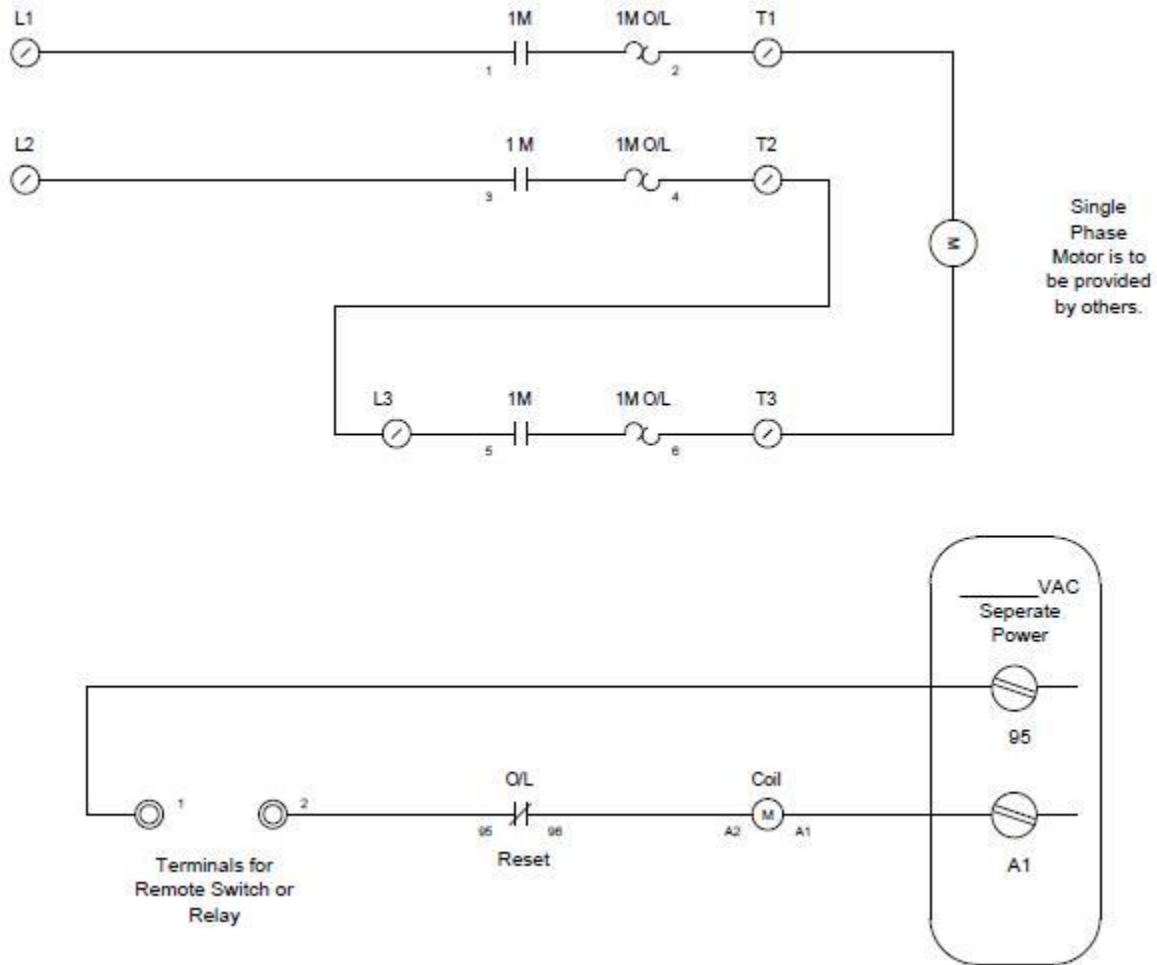 L1
1M
1M O/L
T1
1
2
L2
1 M
1M O/L
T2
3
4
M
Single
Phase
Motor is to
be provided
by others.
L3
1M
1M O/L
T3
5
6
_______VAC
Seperate
Power
95
O/L
Coil
1
2
95
96
M
A2
A1
Reset
A1
Terminals for
Remote Switch or
Relay